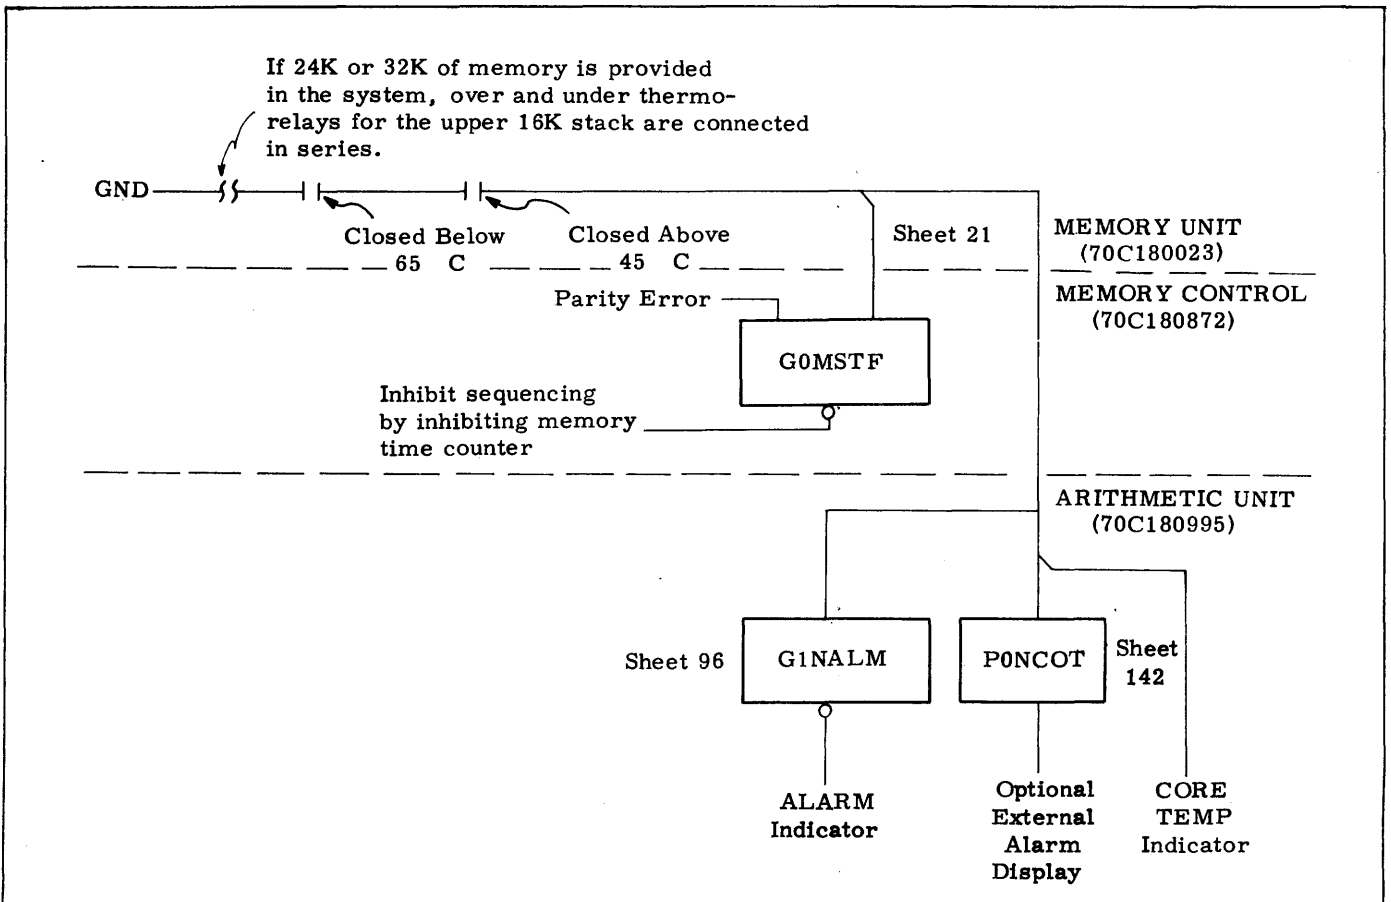 If 24K or 32K of memory is provided
in the system, over and under thermo-
relays for the upper 16K stack are connected
in series.
GND
Closed Below
65 C
Closed Above
45 C
Sheet 21
MEMORY UNIT
(70C180023)
MEMORY CONTROL
(70C180872)
Parity Error
G0MSTF
Inhibit sequencing
by inhibiting memory
time counter
ARITHMETIC UNIT
(70C180995)
Sheet 96
G1NALM
P0NCOT
Sheet
142
ALARM
Indicator
Optional
External
Alarm
Display
CORE
TEMP
Indicator